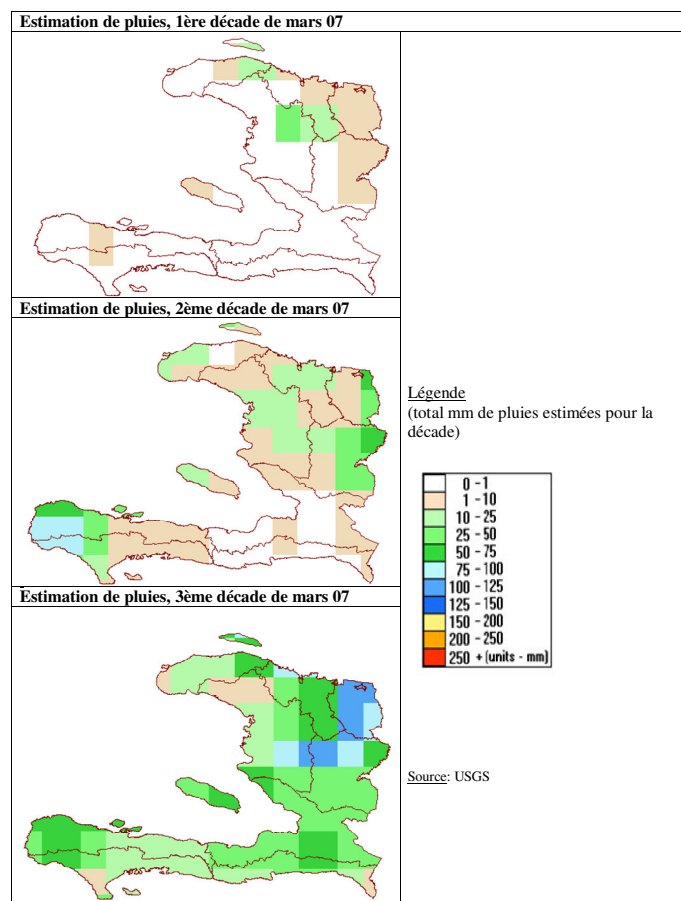 Estimation de pluies, 1ère décade de mars 07
Estimation de pluies, 2ème décade de mars 07
Légende
(total mm de pluies estimées pour la
décade)
0 - 1
1 - 10
10 - 25
25 - 50
50 - 75
75 - 100
100 - 125
125 - 150
150 - 200
200 - 250
250 + (units - mm)
Estimation de pluies, 3ème décade de mars 07
Source: USGS